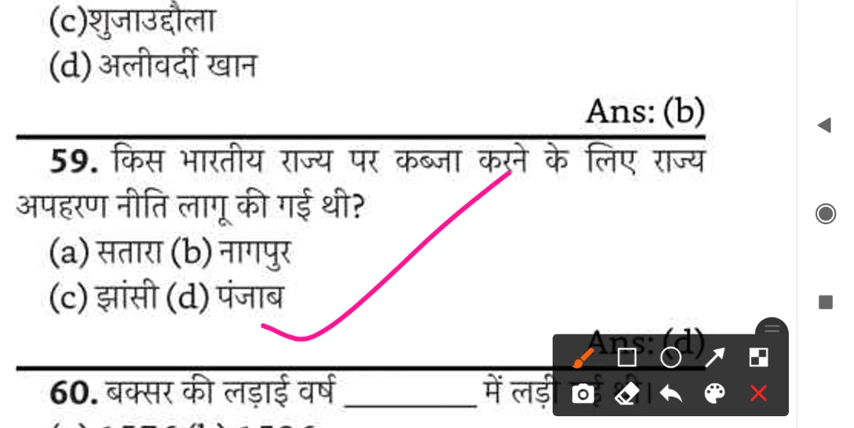 (c)शुजाउद्दौला
(d) अलीवर्दी खान
Ans: (b)
59. किस भारतीय राज्य पर कब्जा करने के लिए राज्य
अपहरण नीति लागू की गई थी?
(a) सतारा (b) नागपुर
(c) झांसी (d) पंजाब
Ans: (d)
60. बक्सर की लड़ाई वर्ष ________ में लड़ी गई थी।